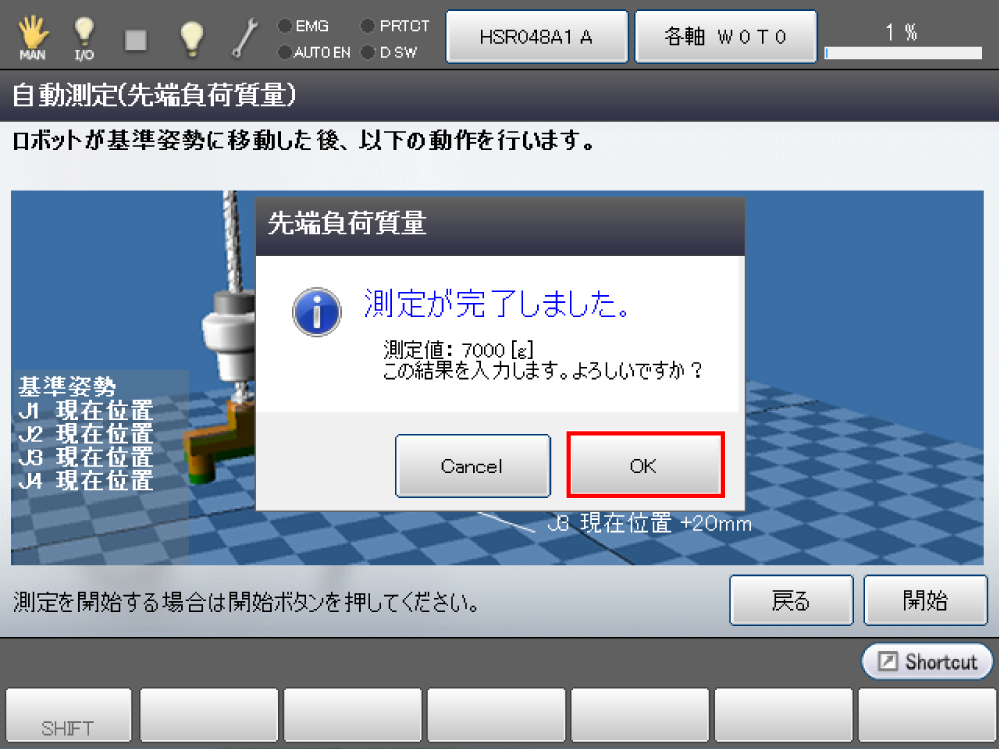 MAN
I/O
EMG
AUTO EN
PRTCT
D SW
HSR048A1 A
各軸 W 0 T 0
1 %
自動測定(先端負荷質量)
ロボットが基準姿勢に移動した後、以下の動作を行います。
先端負荷質量
測定が完了しました。
測定値: 7000 [g]
この結果を入力します。よろしいですか？
Cancel
OK
基準姿勢
J1 現在位置
J2 現在位置
J3 現在位置
J4 現在位置
J3 現在位置 +20mm
測定を開始する場合は開始ボタンを押してください。
戻る
開始
Shortcut
SHIFT